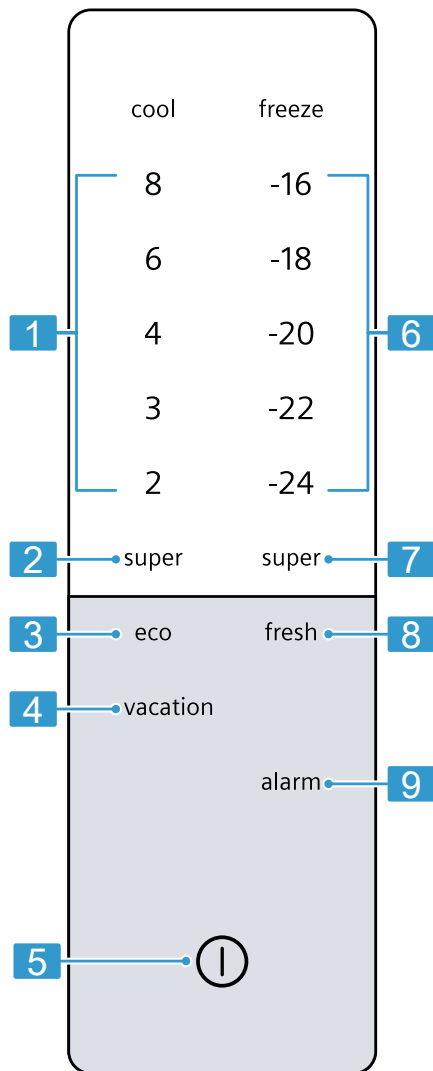 cool freeze
8 -16
6 -18
1 4 -20 6
3 -22
2 -24
2 super super 7
3 eco fresh 8
4 vacation
alarm 9
5